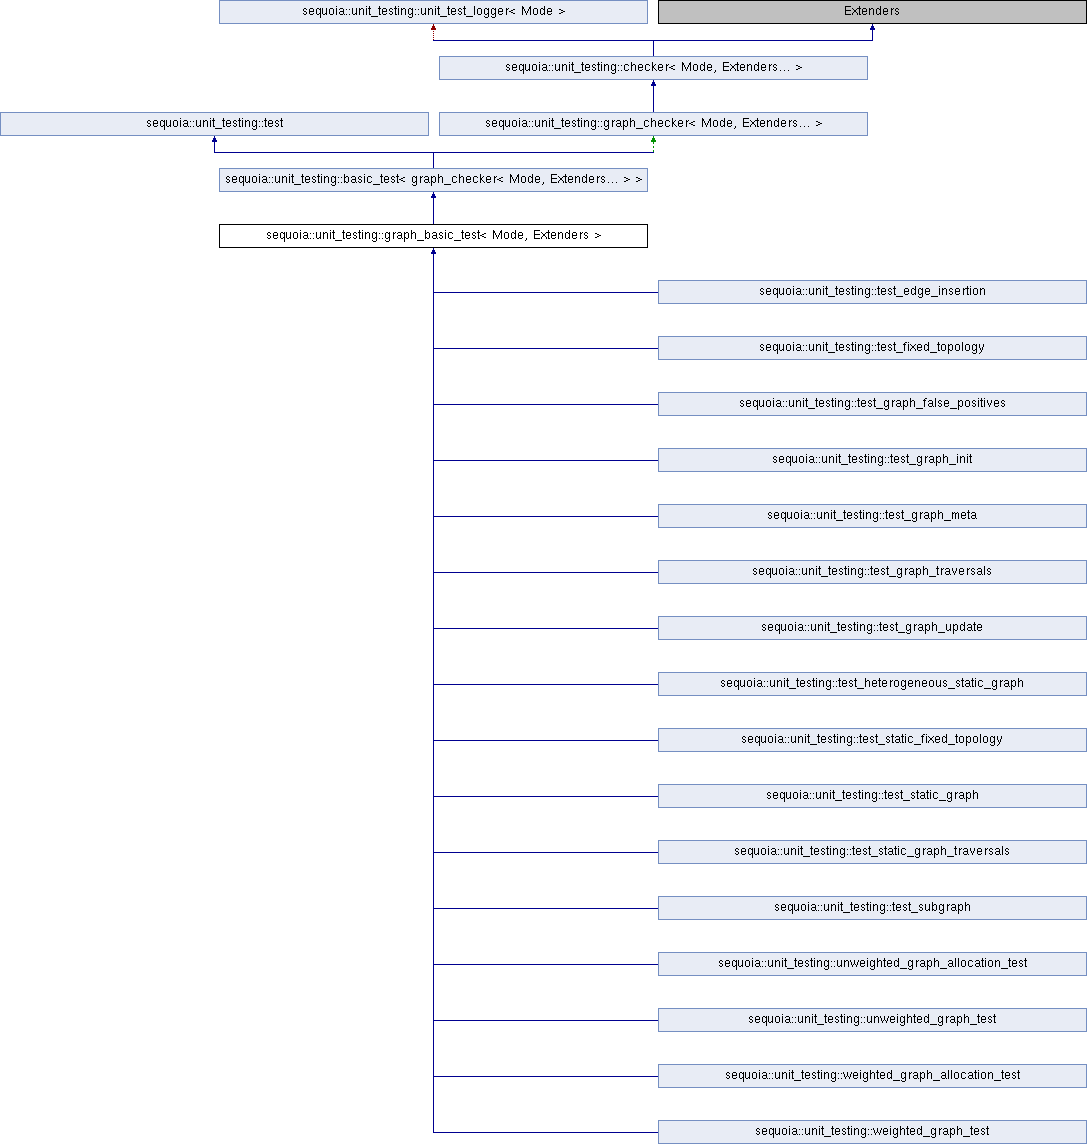 sequoia::unit_testing::unit_test_logger< Mode >
Extenders
sequoia::unit_testing::checker< Mode, Extenders... >
sequoia::unit_testing::test
sequoia::unit_testing::graph_checker< Mode, Extenders... >
sequoia::unit_testing::basic_test< graph_checker< Mode, Extenders... > >
sequoia::unit_testing::graph_basic_test< Mode, Extenders >
sequoia::unit_testing::test_edge_insertion
sequoia::unit_testing::test_fixed_topology
sequoia::unit_testing::test_graph_false_positives
sequoia::unit_testing::test_graph_init
sequoia::unit_testing::test_graph_meta
sequoia::unit_testing::test_graph_traversals
sequoia::unit_testing::test_graph_update
sequoia::unit_testing::test_heterogeneous_static_graph
sequoia::unit_testing::test_static_fixed_topology
sequoia::unit_testing::test_static_graph
sequoia::unit_testing::test_static_graph_traversals
sequoia::unit_testing::test_subgraph
sequoia::unit_testing::unweighted_graph_allocation_test
sequoia::unit_testing::unweighted_graph_test
sequoia::unit_testing::weighted_graph_allocation_test
sequoia::unit_testing::weighted_graph_test